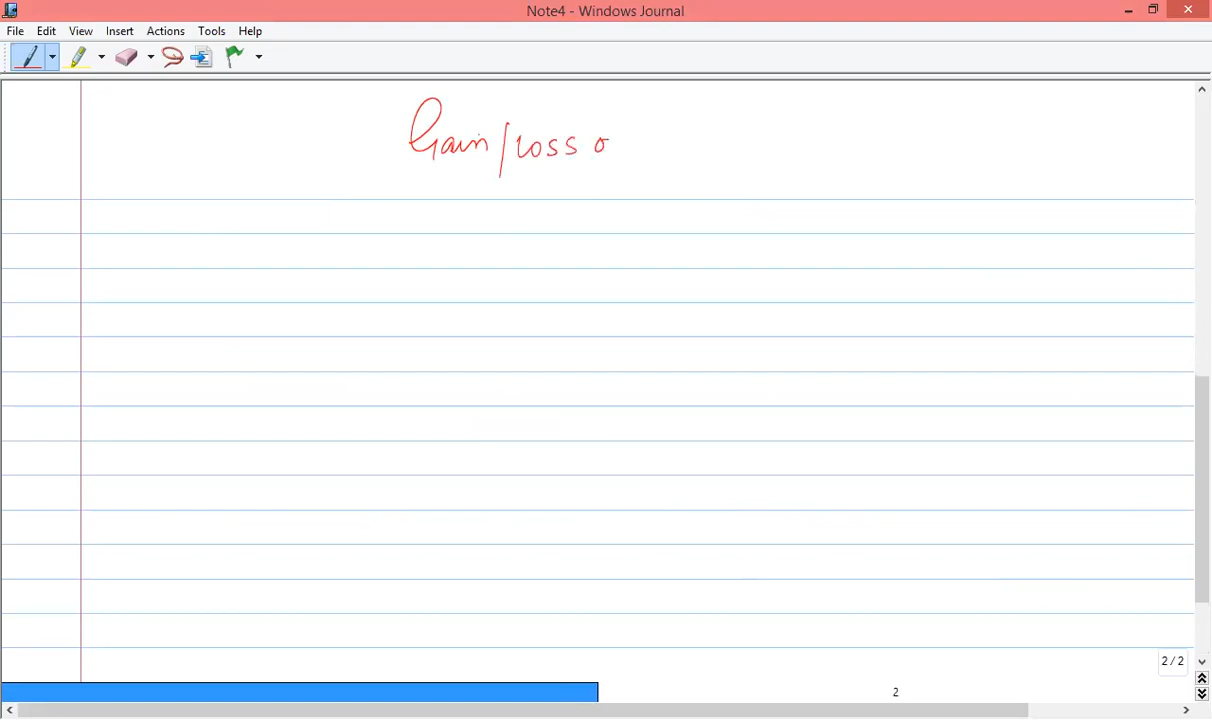 Note4 - Windows Journal
File Edit View Insert Actions Tools Help
Gain/Loss o
2 / 2
2